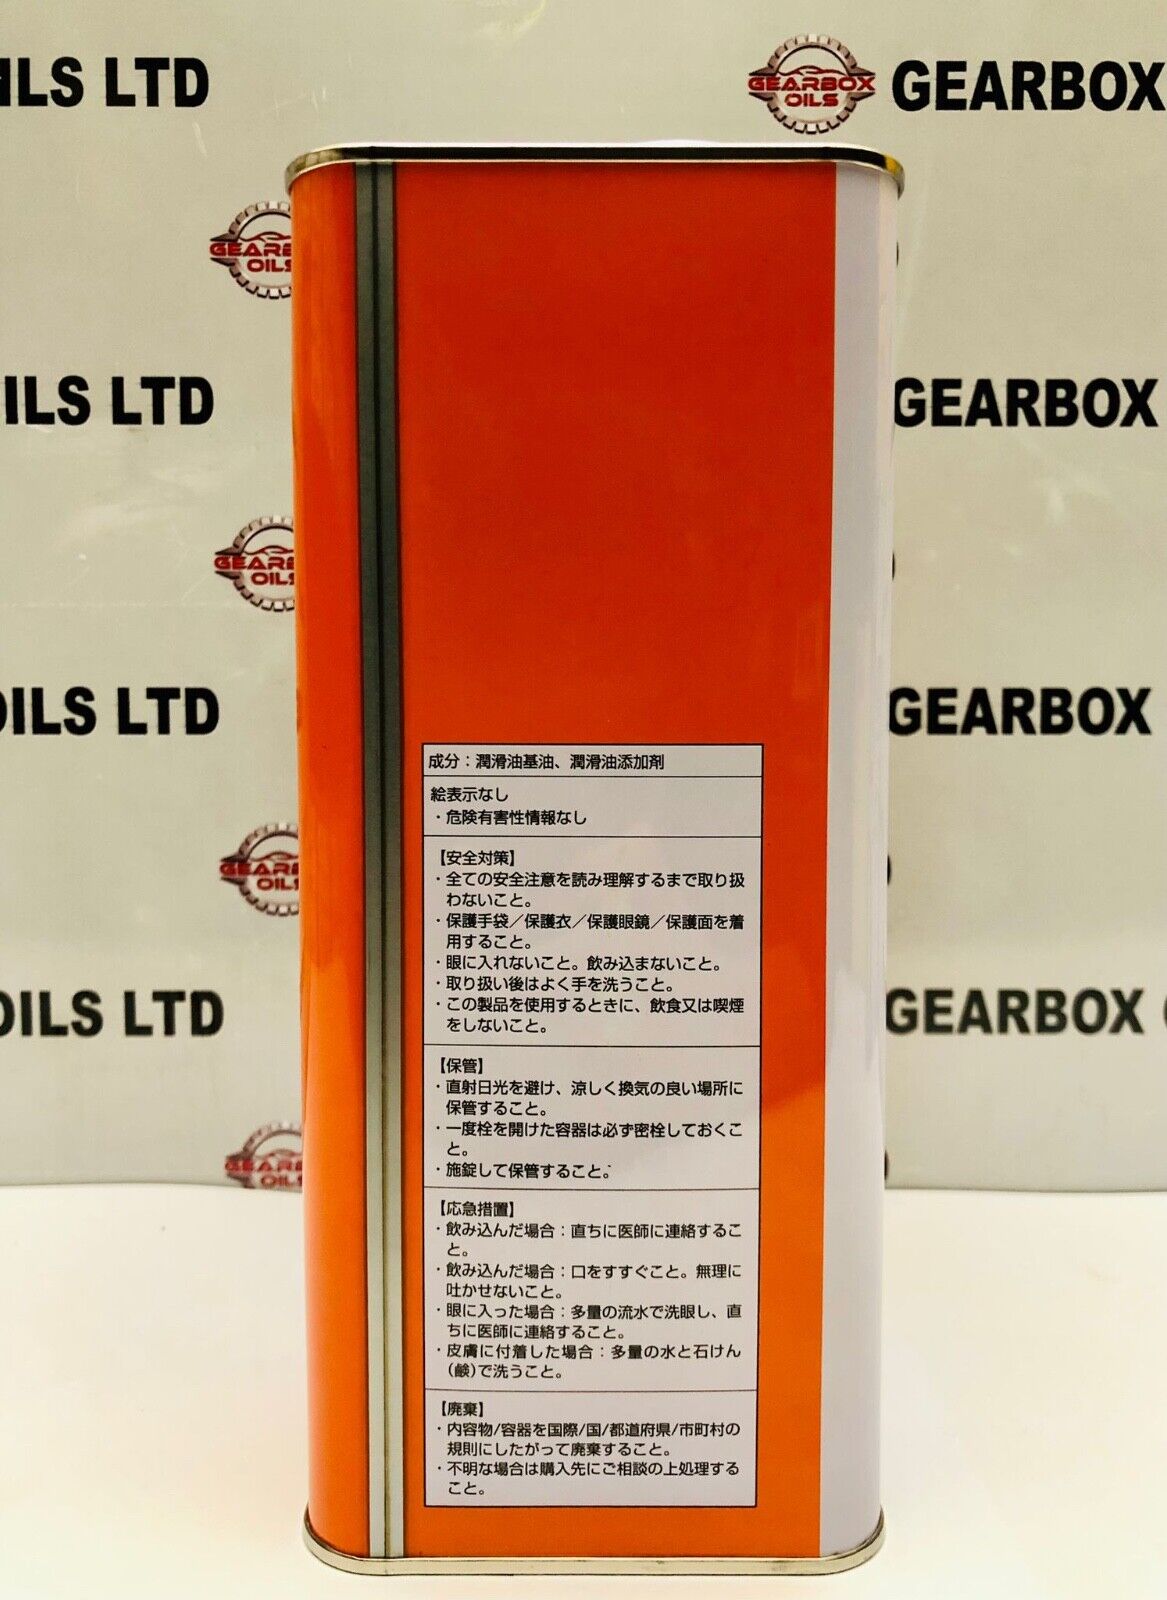 ILS LTD
GEARBOX OILS
GEARBOX
GEARB
OILS
ILS LTD
GEARBOX
GEARE
OILS
OILS LTD
GEARBOX
GEARB
OILS
OILS LTD
GEARBOX
GEARB
OILS
成分：潤滑油基油、潤滑油添加剤
絵表示なし
・危険有害性情報なし
【安全対策】
・全ての安全注意を読み理解するまで取り扱
わないこと。
・保護手袋／保護衣／保護眼鏡／保護面を着
用すること。
・眼に入れないこと。飲み込まないこと。
・取り扱い後はよく手を洗うこと。
・この製品を使用するときに、飲食又は喫煙
をしないこと。
【保管】
・直射日光を避け、涼しく換気の良い場所に
保管すること。
・一度栓を開けた容器は必ず密栓しておくこ
と。
・施錠して保管すること。
【応急措置】
・飲み込んだ場合：直ちに医師に連絡するこ
と。
・飲み込んだ場合：口をすすぐこと。無理に
吐かせないこと。
・眼に入った場合：多量の流水で洗眼し、直
ちに医師に連絡すること。
・皮膚に付着した場合：多量の水と石けん
（鹸）で洗うこと。
【廃棄】
・内容物/容器を国際/国/都道府県/市町村の
規則にしたがって廃棄すること。
・不明な場合は購入先にご相談の上処理する
こと。